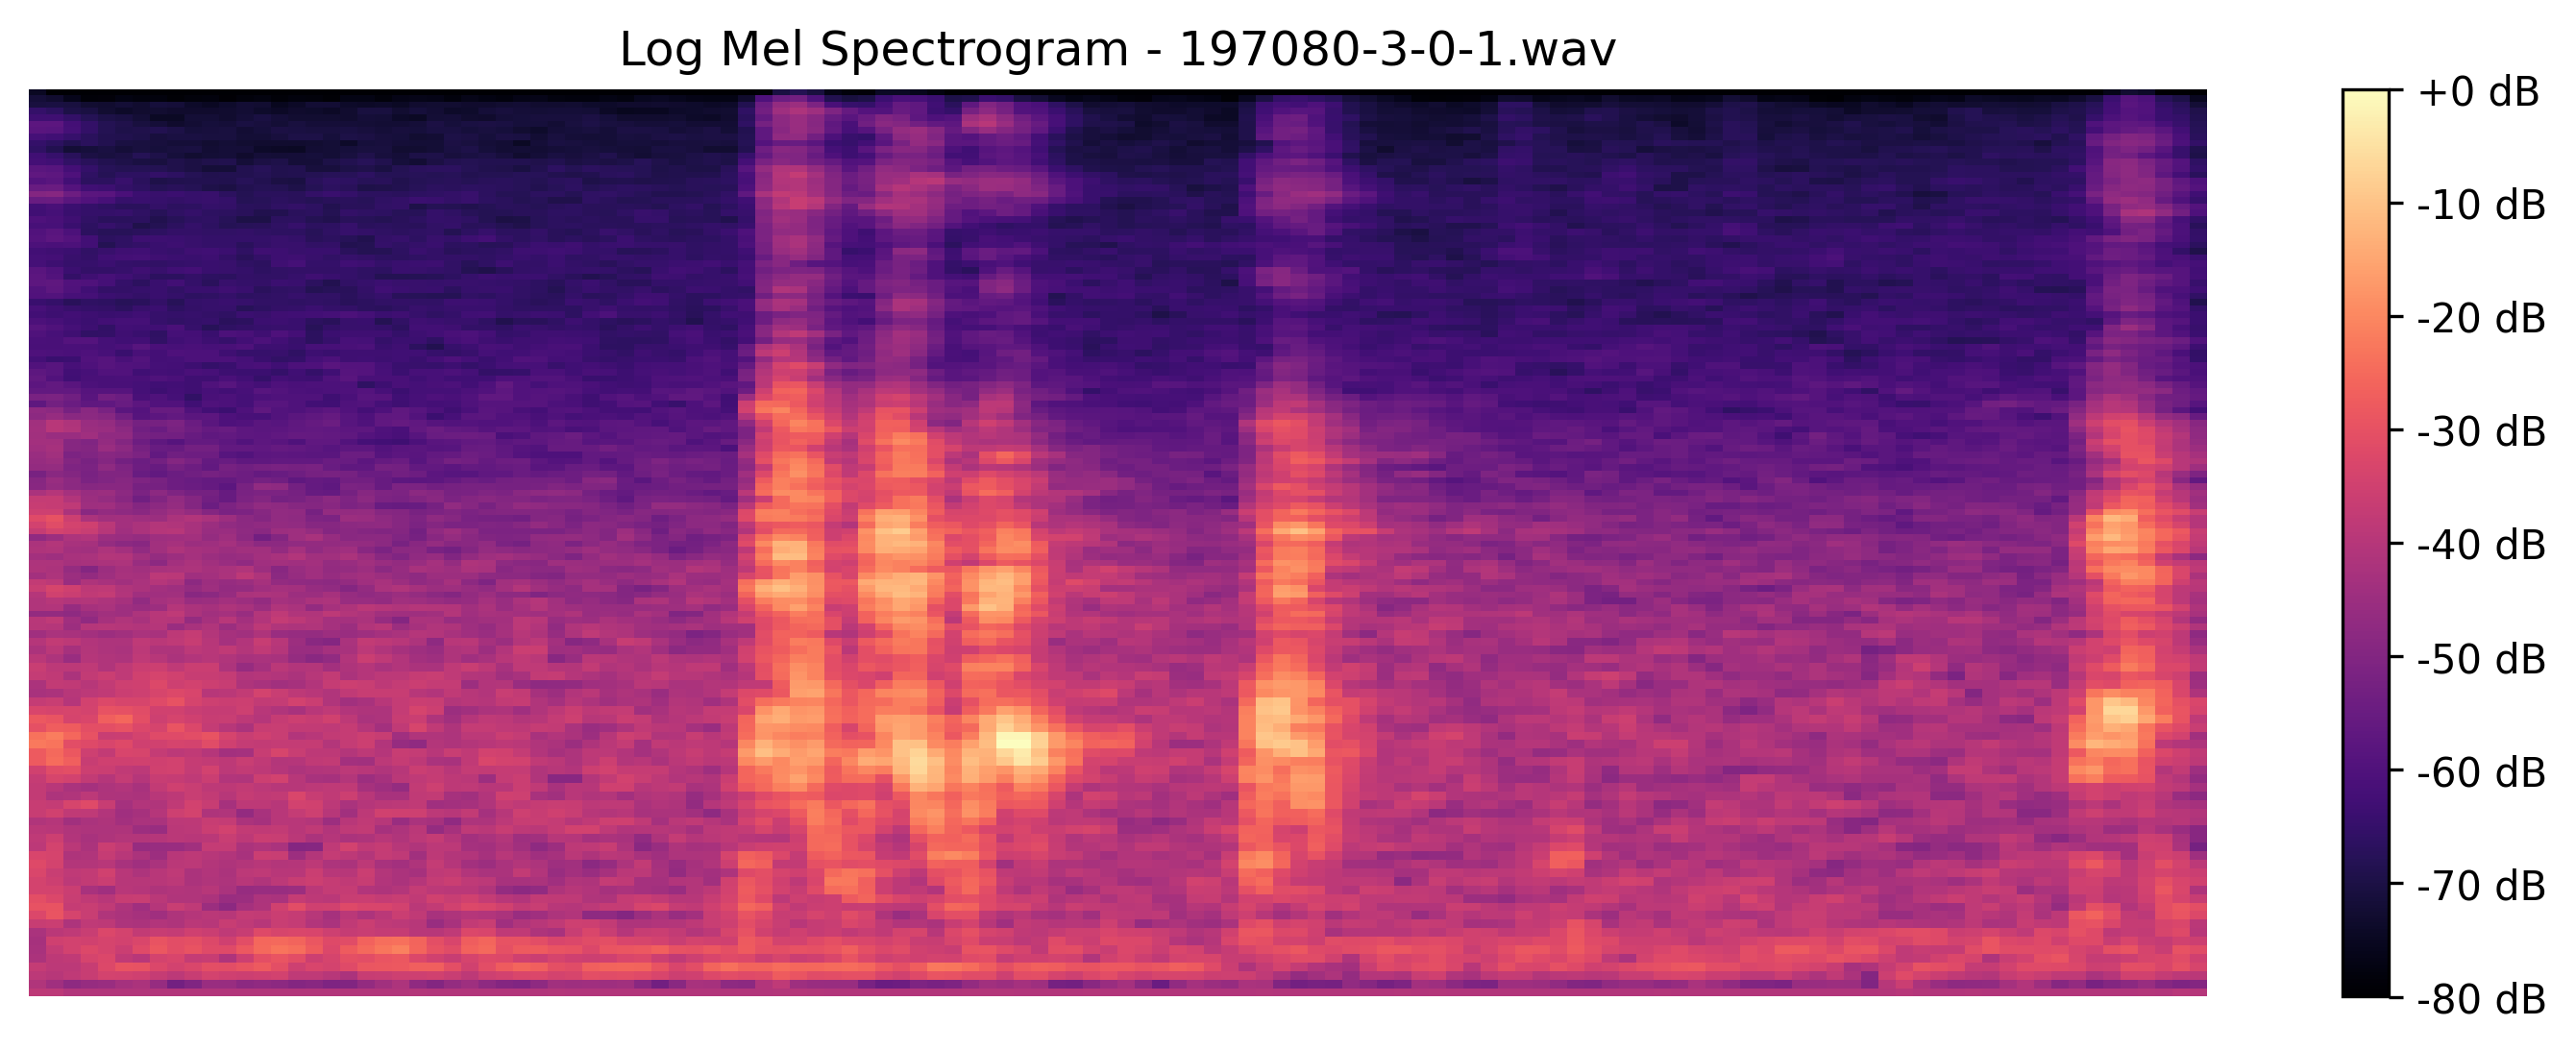 Log Mel Spectrogram - 197080-3-0-1.wav
+0 dB
-10 dB
-20 dB
-30 dB
-40 dB
-50 dB
-60 dB
-70 dB
-80 dB